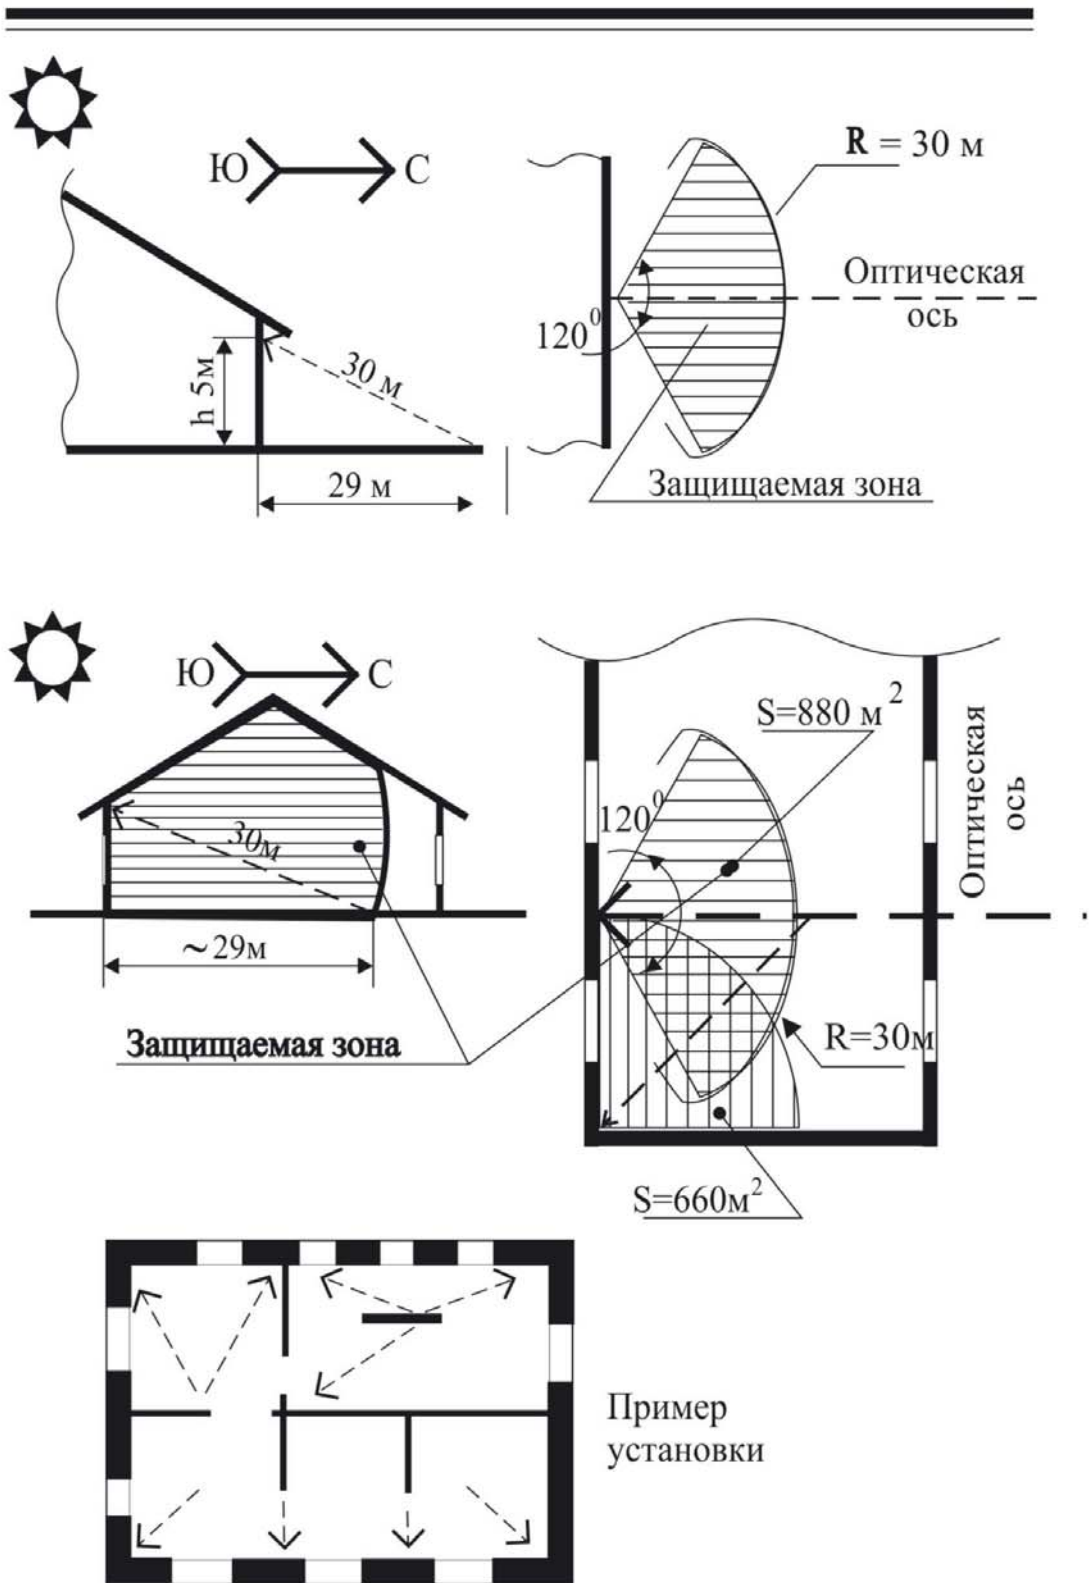 Ю С
R = 30 м
Оптическая
ось
120⁰
30 м
h 5м
29 м
Защищаемая зона
Ю С
S=880 м²
Оптическая
ось
120⁰
30м
~29м
Защищаемая зона
R=30м
S=660м²
Пример
установки